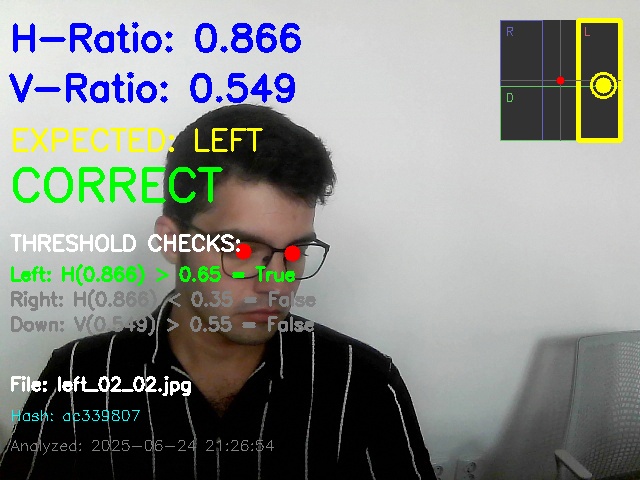 H-Ratio: 0.866
V-Ratio: 0.549
EXPECTED: LEFT
CORRECT
THRESHOLD CHECKS:
Left: H(0.866) > 0.65 = True
Right: H(0.866) < 0.35 = False
Down: V(0.549) > 0.55 = False
File: left_02_02.jpg
Hash: ac339807
Analyzed: 2025-06-24 21:26:54
R L
D